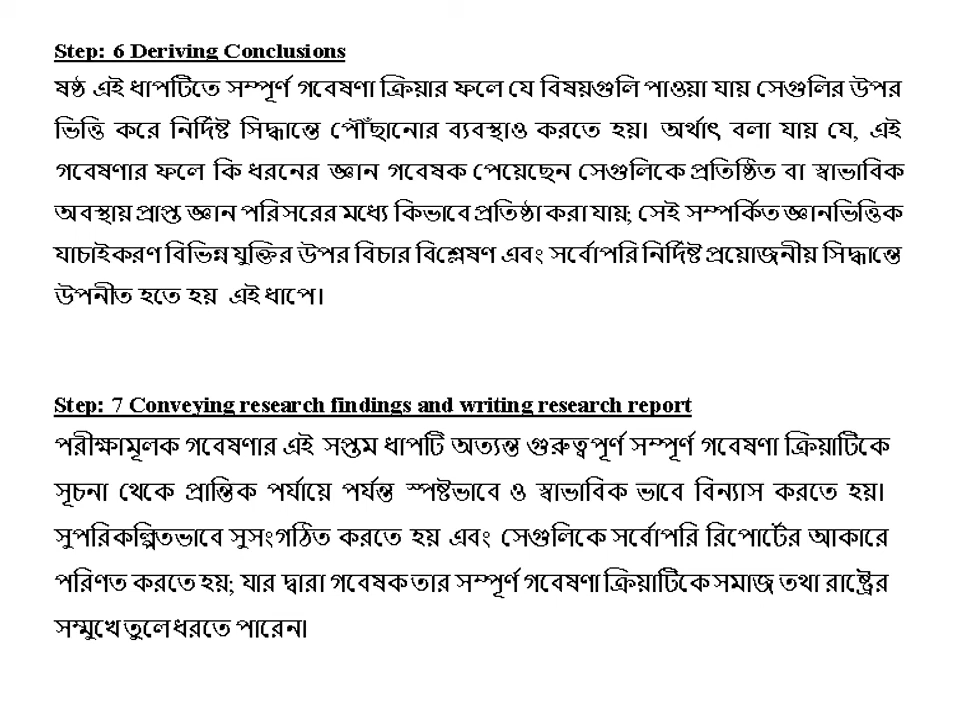 Step: 6 Deriving Conclusions
ষষ্ঠ এই ধাপটিতে সম্পূর্ণ গবেষণা ক্রিয়ার ফলে যে বিষয়গুলি পাওয়া যায় সেগুলির উপর
ভিত্তি করে নির্দিষ্ট সিদ্ধান্তে পৌঁছানোর ব্যবস্থাও করতে হয়। অর্থাৎ বলা যায় যে, এই
গবেষণার ফলে কি ধরনের জ্ঞান গবেষক পেয়েছেন সেগুলিকে প্রতিষ্ঠিত বা স্বাভাবিক
অবস্থায় প্রাপ্ত জ্ঞান পরিসরের মধ্যে কিভাবে প্রতিষ্ঠা করা যায়; সেই সম্পর্কিত জ্ঞানভিত্তিক
যাচাইকরণ বিভিন্ন যুক্তির উপর বিচার বিশ্লেষণ এবং সর্বোপরি নির্দিষ্ট প্রয়োজনীয় সিদ্ধান্তে
উপনীত হতে হয় এই ধাপে।
Step: 7 Conveying research findings and writing research report
পরীক্ষামূলক গবেষণার এই সপ্তম ধাপটি অত্যন্ত গুরুত্বপূর্ণ সম্পূর্ণ গবেষণা ক্রিয়াটিকে
সূচনা থেকে প্রান্তিক পর্যায়ে পর্যন্ত স্পষ্টভাবে ও স্বাভাবিক ভাবে বিন্যাস করতে হয়।
সুপরিকল্পিতভাবে সুসংগঠিত করতে হয় এবং সেগুলিকে সর্বোপরি রিপোর্টের আকারে
পরিণত করতে হয়; যার দ্বারা গবেষক তার সম্পূর্ণ গবেষণা ক্রিয়াটিকে সমাজ তথা রাষ্ট্রের
সম্মুখে তুলে ধরতে পারেন।